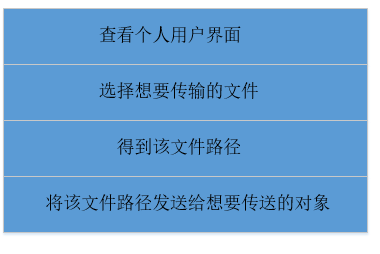 查看个人用户界面
选择想要传输的文件
得到该文件路径
将该文件路径发送给想要传送的对象